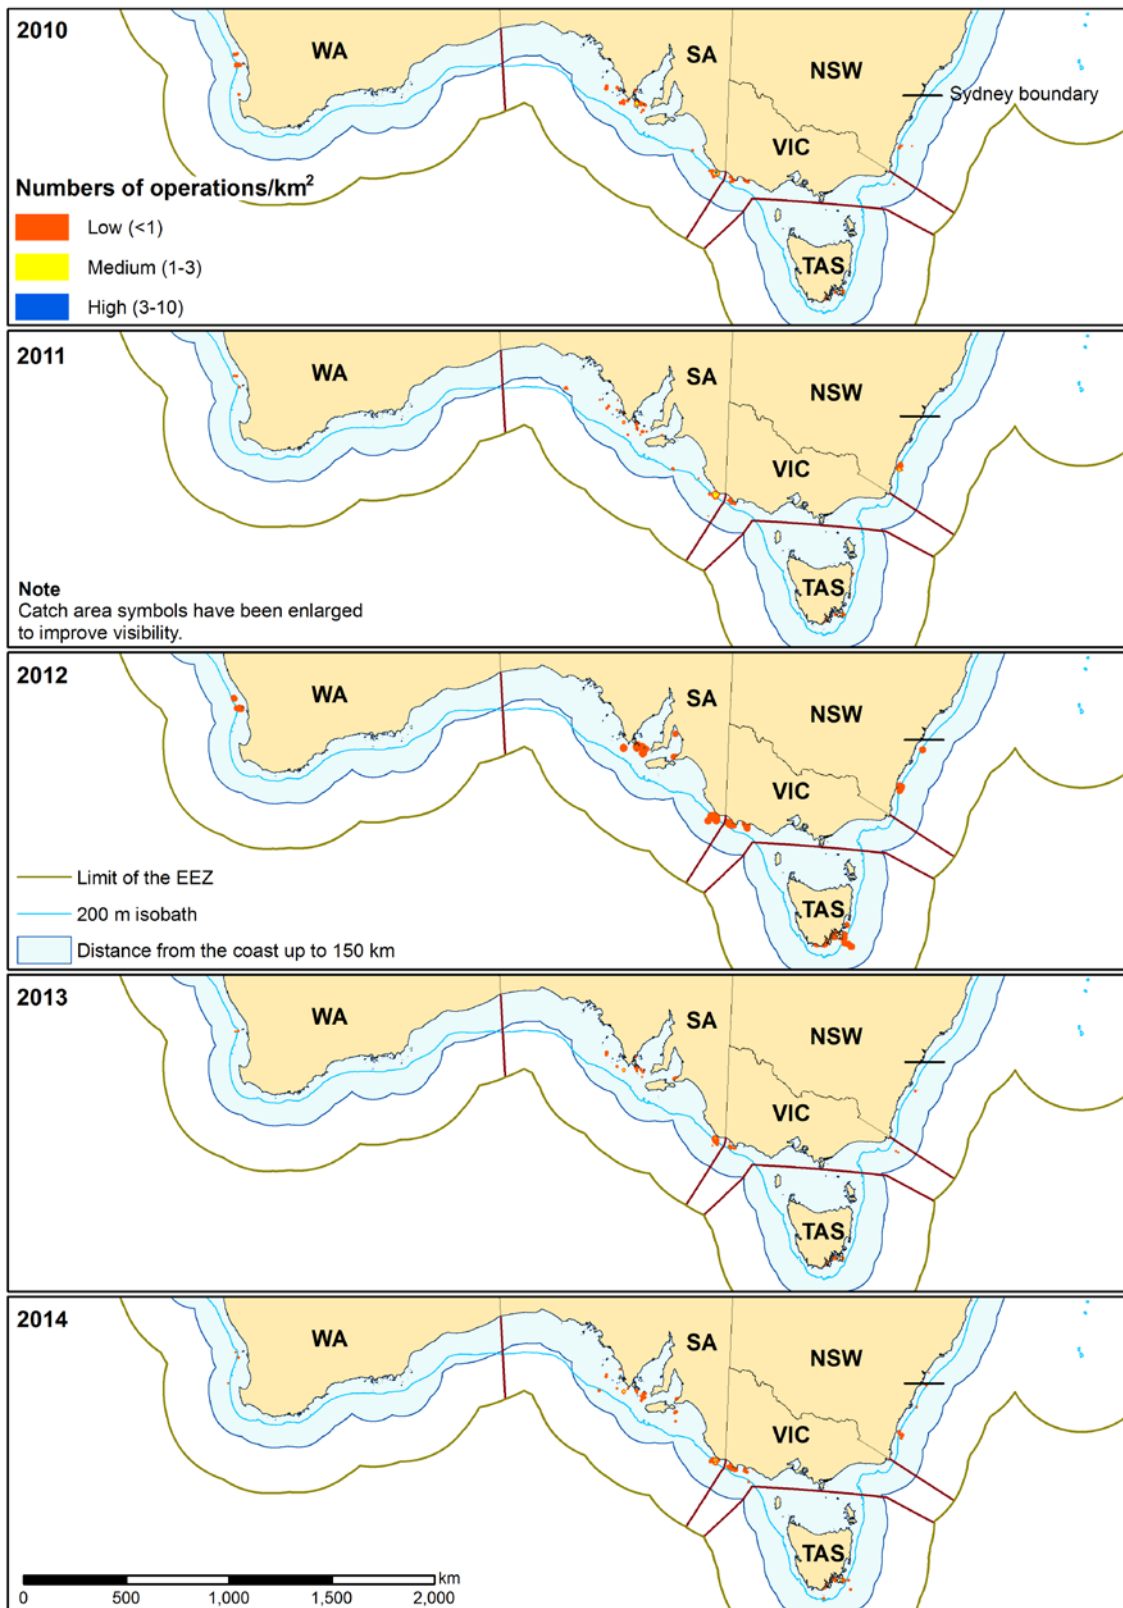 2010
WA
SA
NSW
Sydney boundary
VIC
TAS
Numbers of operations/km²
Low (<1)
Medium (1-3)
High (3-10)
2011
WA
SA
NSW
VIC
TAS
Note
Catch area symbols have been enlarged
to improve visibility.
2012
WA
SA
NSW
VIC
TAS
Limit of the EEZ
200 m isobath
Distance from the coast up to 150 km
2013
WA
SA
NSW
VIC
TAS
2014
WA
SA
NSW
VIC
TAS
km
0 500 1,000 1,500 2,000